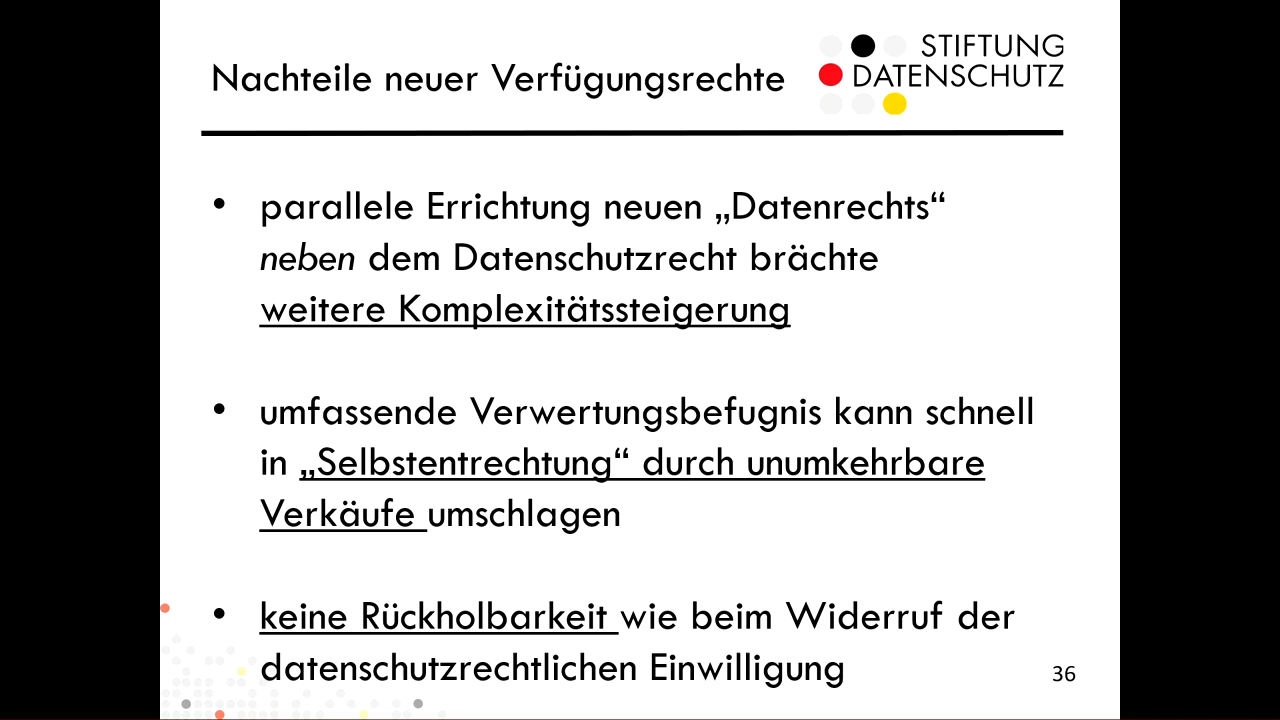 Nachteile neuer Verfügungsrechte
STIFTUNG
DATENSCHUTZ
• parallele Errichtung neuen „Datenrechts“
neben dem Datenschutzrecht brächte
weitere Komplexitätssteigerung
• umfassende Verwertungsbefugnis kann schnell
in „Selbstentrechtung“ durch unumkehrbare
Verkäufe umschlagen
• keine Rückholbarkeit wie beim Widerruf der
datenschutzrechtlichen Einwilligung
36